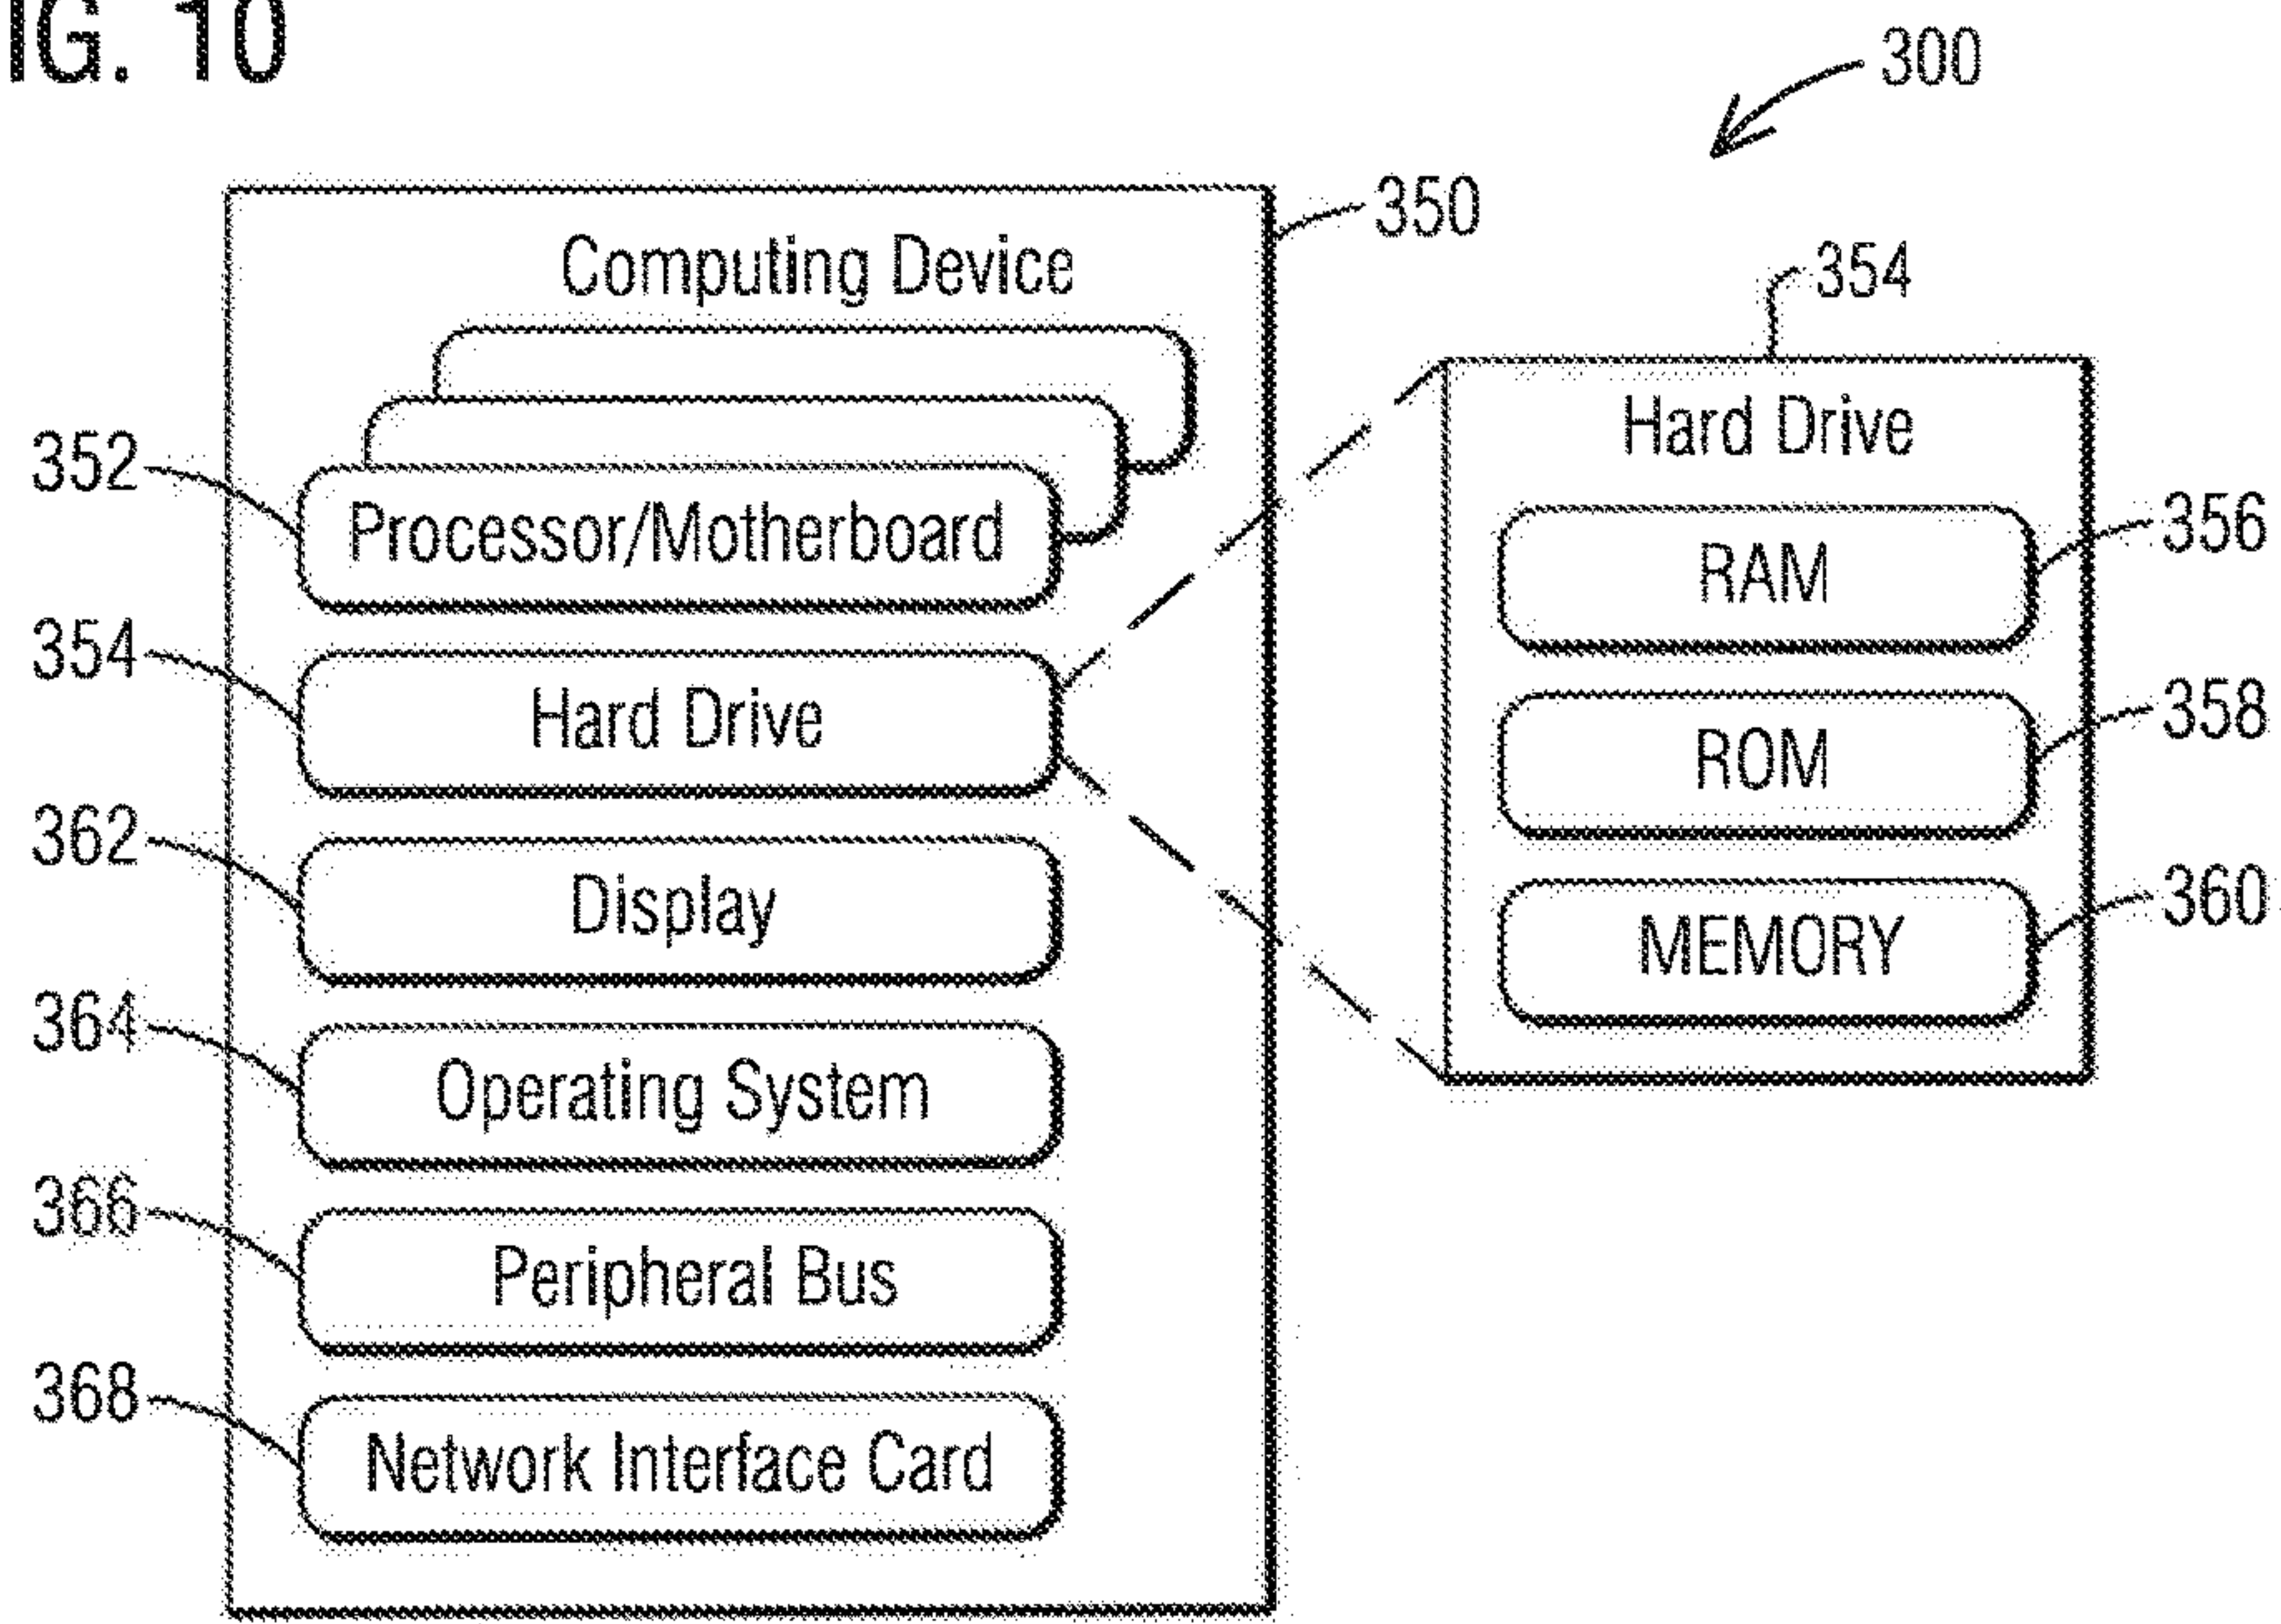 IG. 10
300
350
Computing Device
354
Hard Drive
352
Processor/Motherboard
356
RAM
354
Hard Drive
358
ROM
362
Display
360
MEMORY
364
Operating System
366
Peripheral Bus
368
Network Interface Card